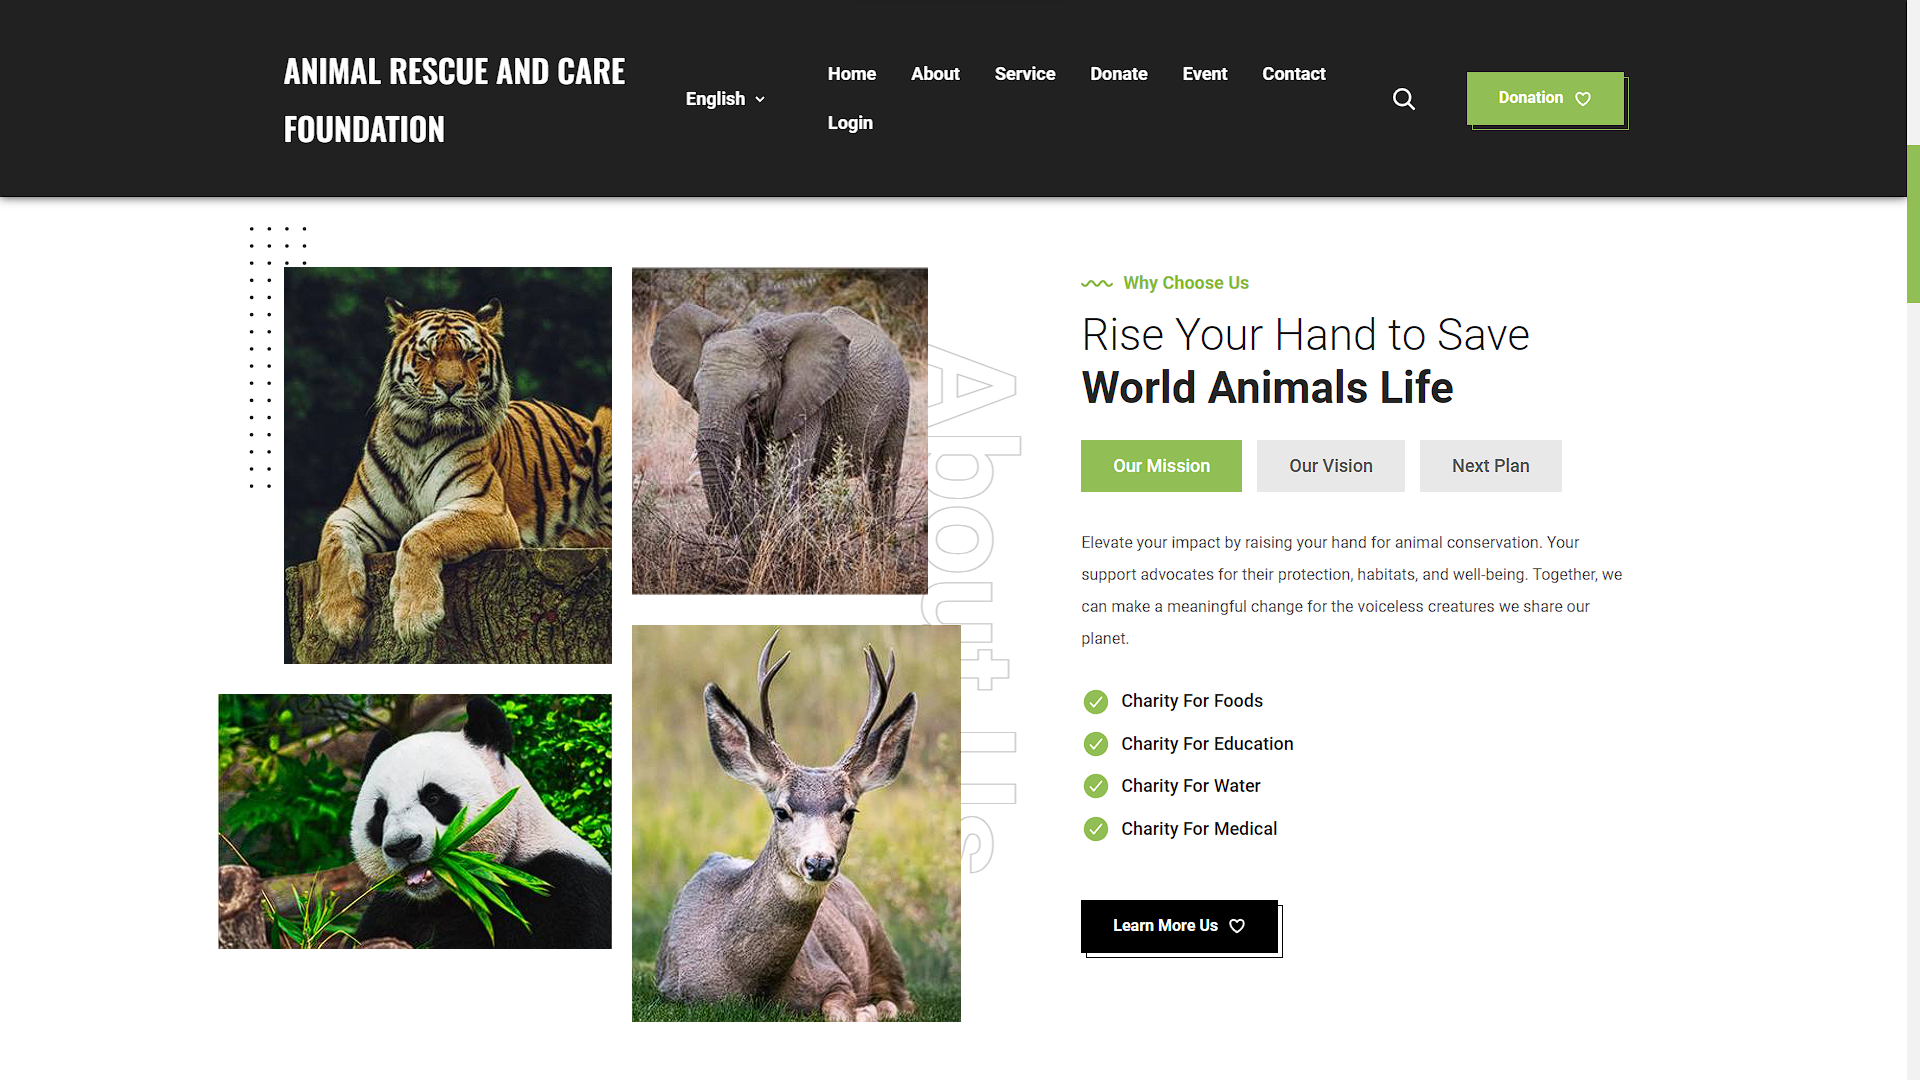 ANIMAL RESCUE AND CARE
FOUNDATION
English
Home About Service Donate Event Contact
Login
Donation
About Us
Why Choose Us
Rise Your Hand to Save
World Animals Life
Our Mission Our Vision Next Plan
Elevate your impact by raising your hand for animal conservation. Your
support advocates for their protection, habitats, and well-being. Together, we
can make a meaningful change for the voiceless creatures we share our
planet.
Charity For Foods
Charity For Education
Charity For Water
Charity For Medical
Learn More Us